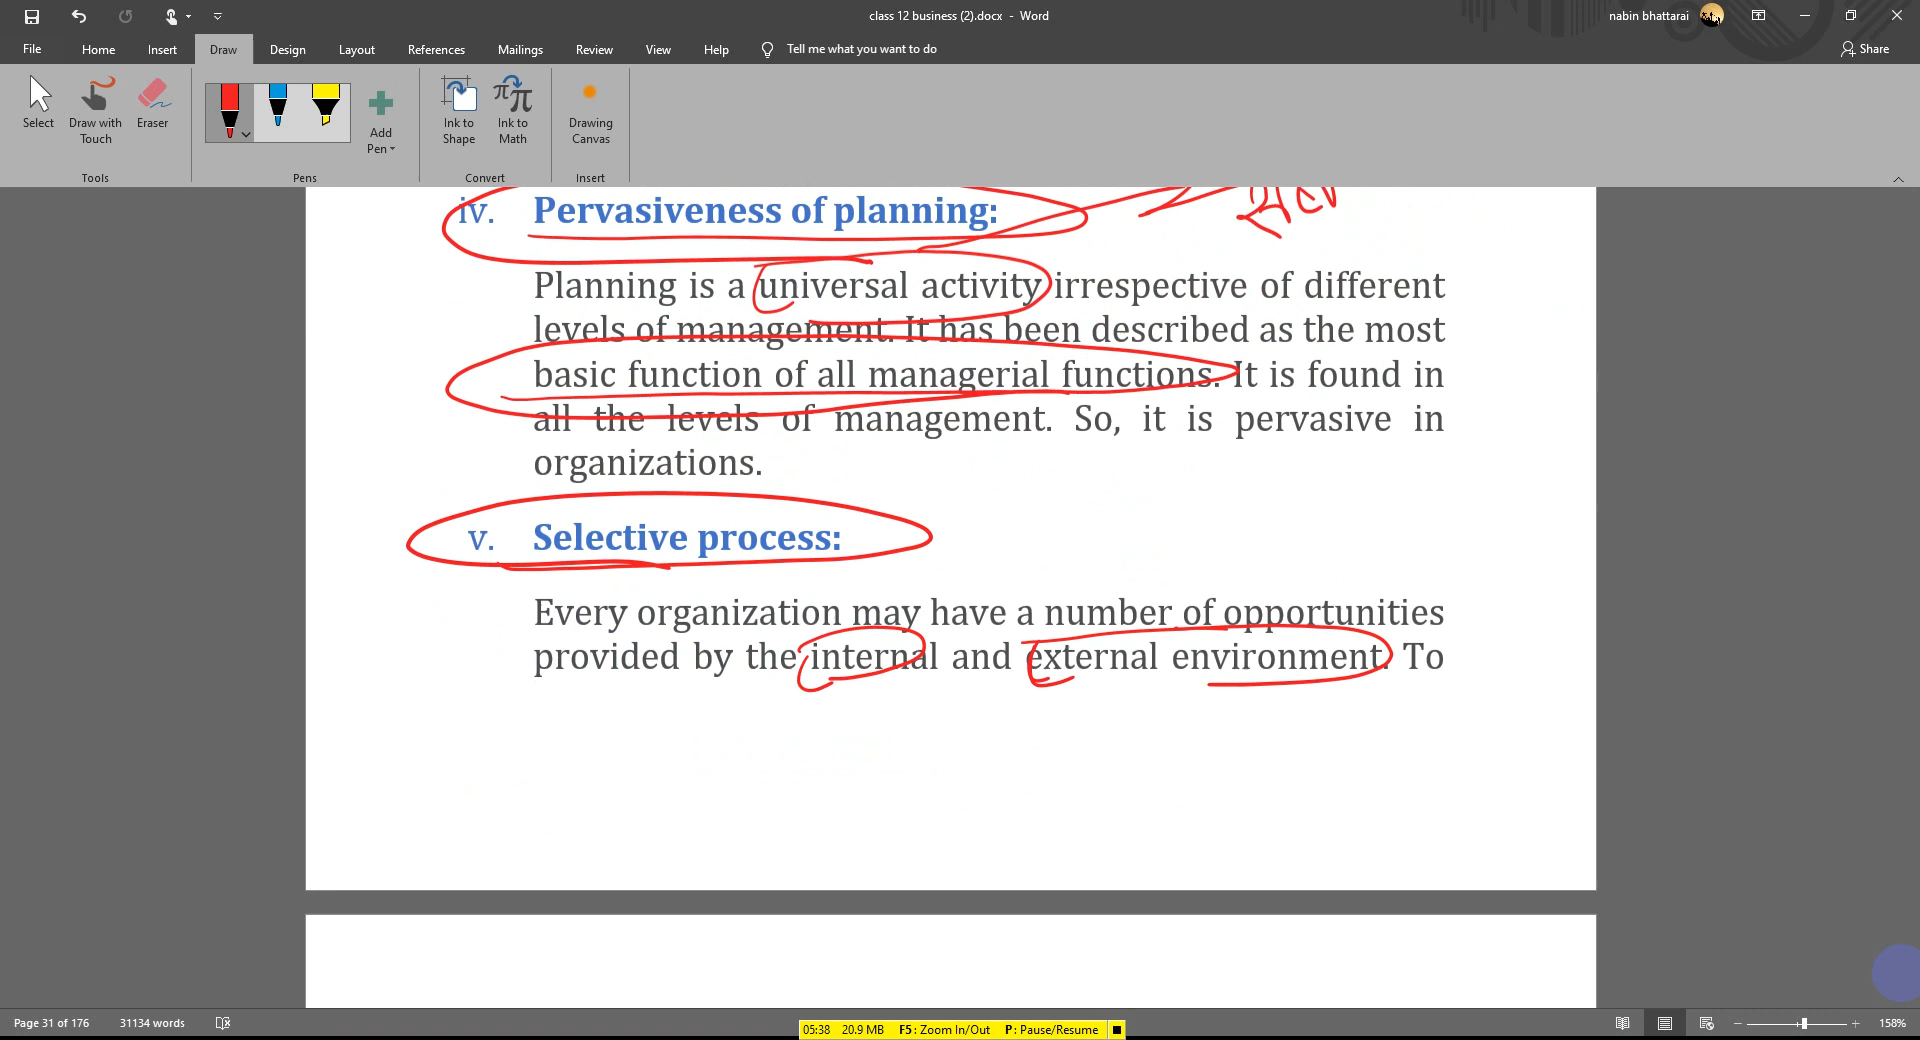 class 12 business (2).docx - Word
nabin bhattarai
File Home Insert Draw Design Layout References Mailings Review View Help Tell me what you want to do Share
Select
Draw with Touch
Eraser
Add Pen
Ink to Shape
Ink to Math
Drawing Canvas
Tools Pens Convert Insert
iv. Pervasiveness of planning:
Planning is a universal activity irrespective of different
levels of management. It has been described as the most
basic function of all managerial functions. It is found in
all the levels of management. So, it is pervasive in
organizations.
v. Selective process:
Every organization may have a number of opportunities
provided by the internal and external environment. To
Page 31 of 176 31134 words
05:38 20.9 MB F5: Zoom In/Out P: Pause/Resume
158%